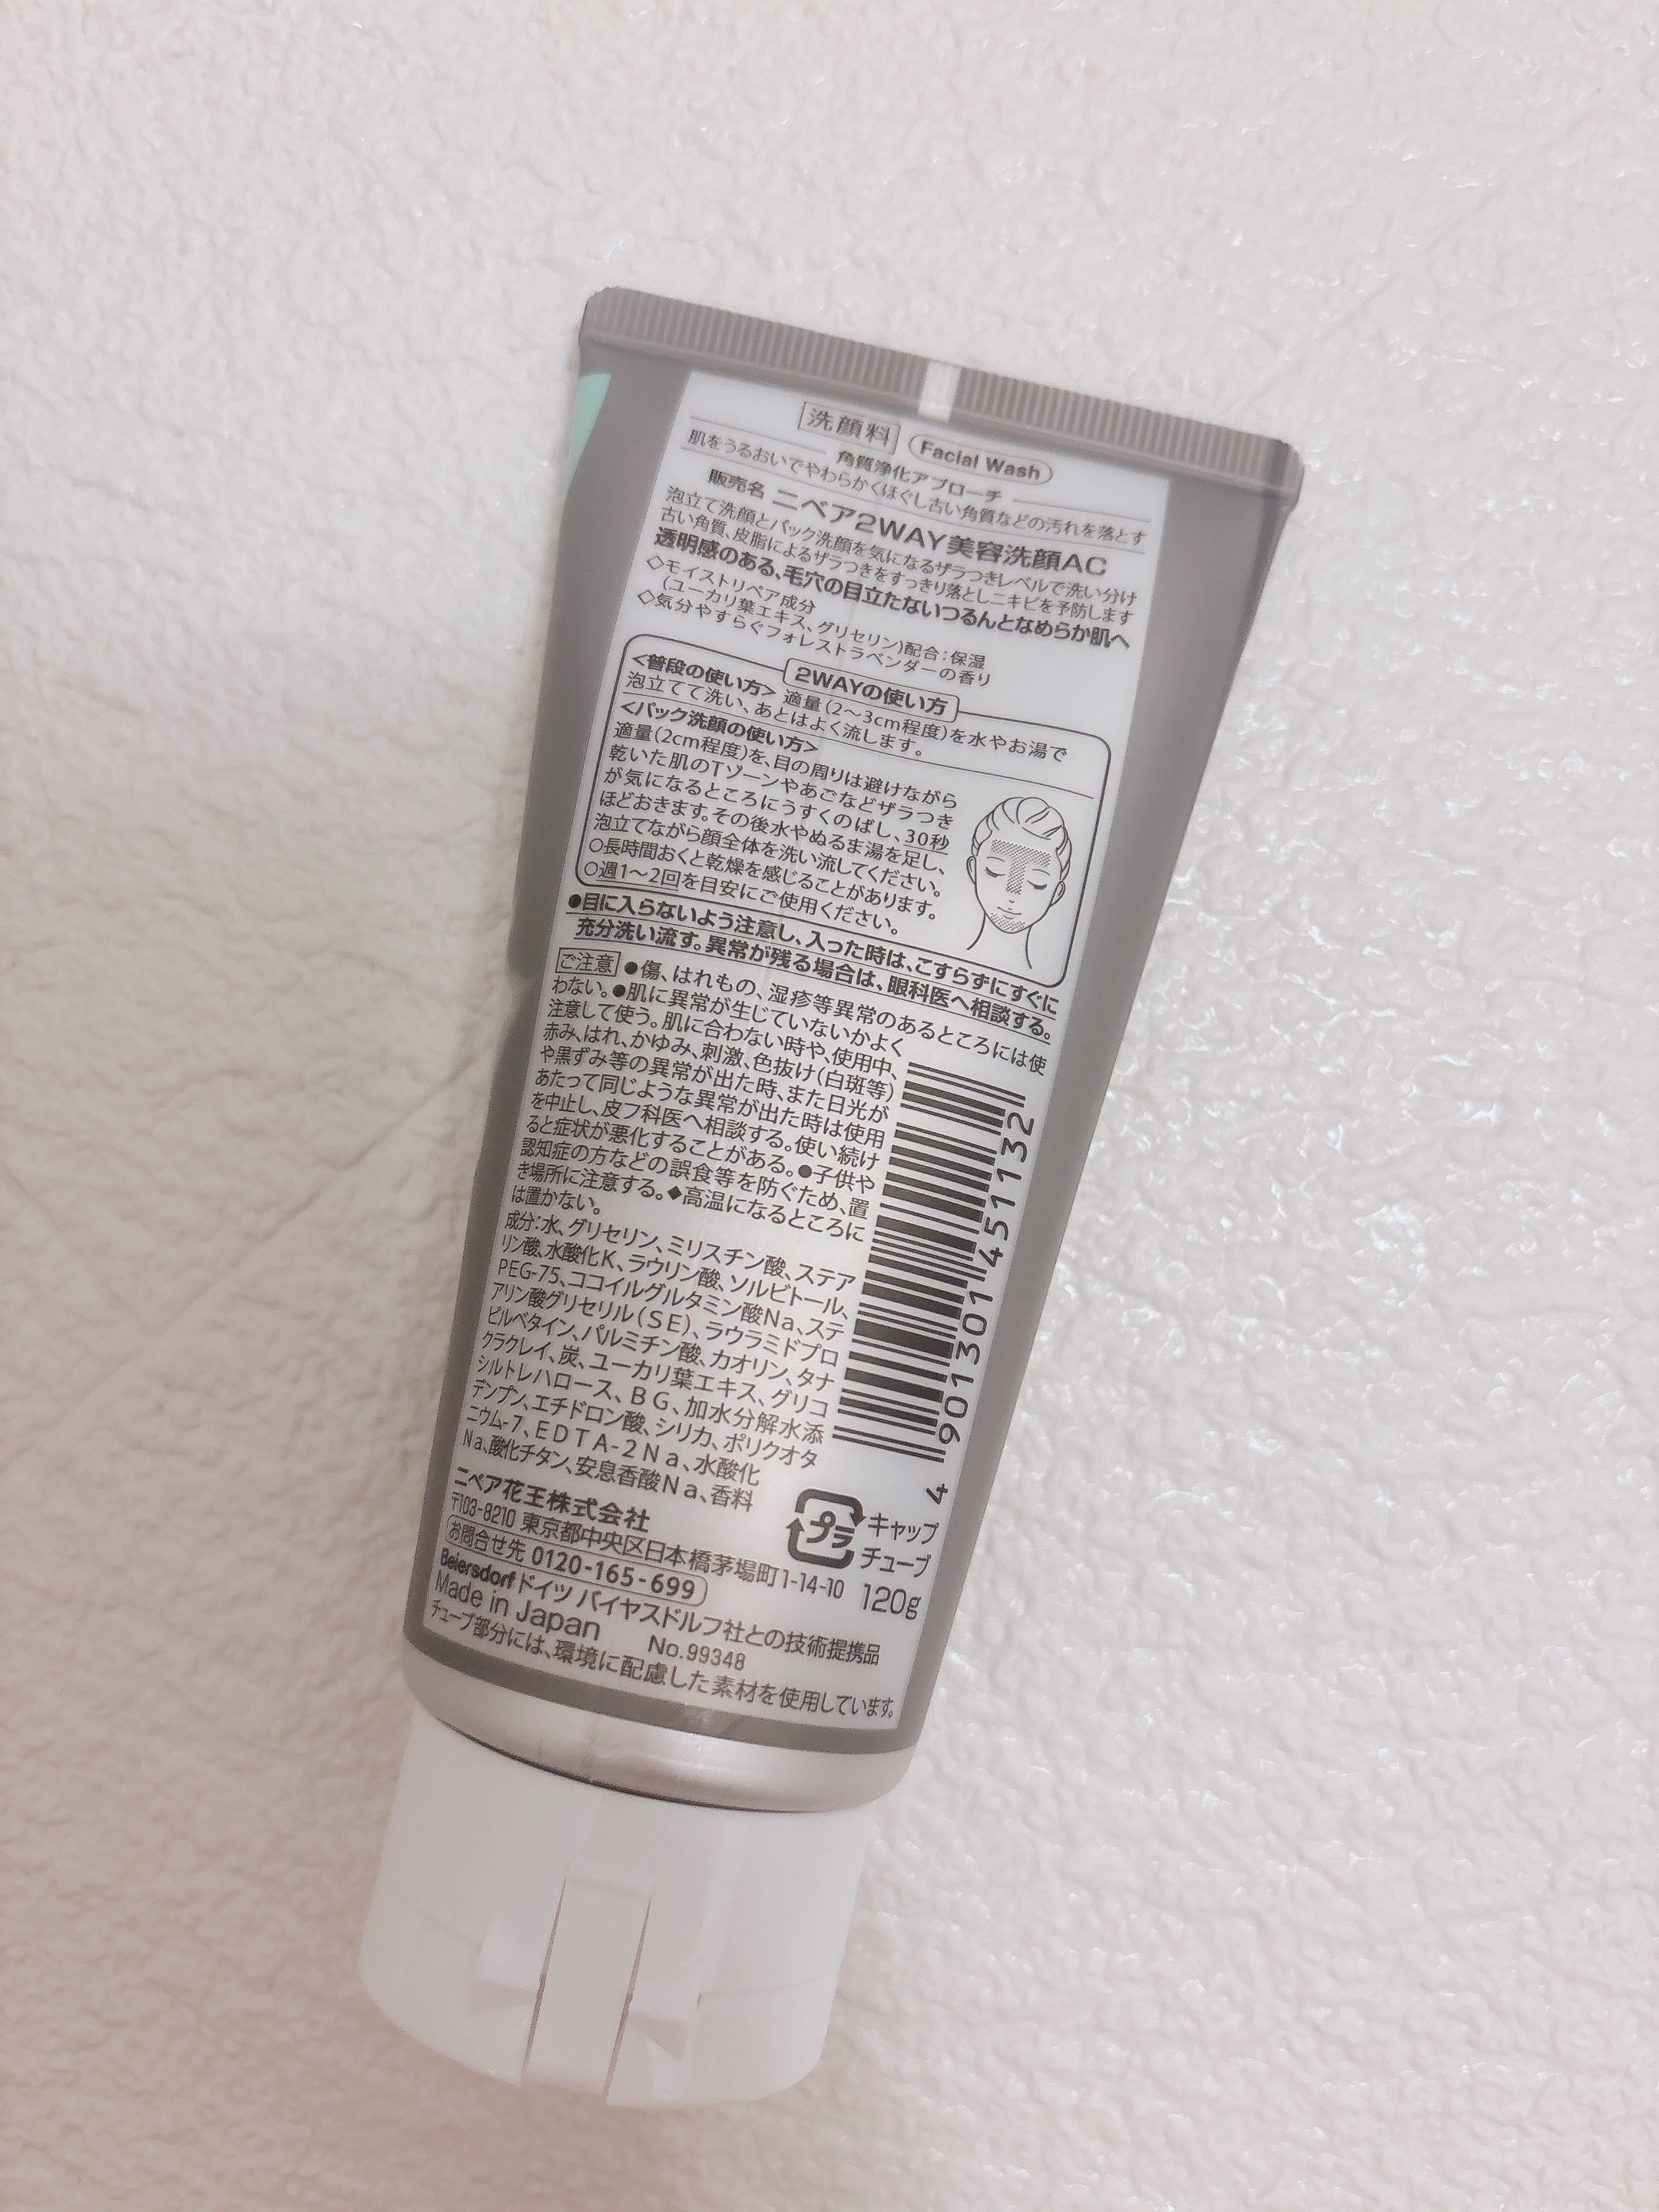 洗顔料 Facial Wash
角質浄化アプローチ
肌をうるおいでやわらかくほぐし古い角質などの汚れを落とす
販売名 ニベア2WAY美容洗顔AC
泡立て洗顔とパック洗顔を気になるザラつきレベルで洗い分け
古い角質、皮脂によるザラつきをすっきり落としニキビを予防します
透明感のある、毛穴の目立たないつるんとなめらか肌へ
◇モイストリペア成分
(ユーカリ葉エキス、グリセリン)配合：保湿
◇気分やすらぐフォレストラベンダーの香り
2WAYの使い方
<普段の使い方> 適量(2〜3cm程度)を水やお湯で
泡立てて洗い、あとはよく流します。
<パック洗顔の使い方>
適量(2cm程度)を、目の周りは避けながら
乾いた肌のTゾーンやあごなどザラつき
が気になるところにうすくのばし、30秒
ほどおきます。その後水やぬるま湯を足し、
泡立てながら顔全体を洗い流してください。
○長時間おくと乾燥を感じることがあります。
○週1〜2回を目安にご使用ください。
●目に入らないよう注意し、入った時は、こすらずにすぐに
充分洗い流す。異常が残る場合は、眼科医へ相談する。
ご注意 ●傷、はれもの、湿疹等異常のあるところには使
わない。●肌に異常が生じていないかよく
注意して使う。肌に合わない時や、使用中、
赤み、はれ、かゆみ、刺激、色抜け(白斑等)
や黒ずみ等の異常が出た時、また日光が
あたって同じような異常が出た時は使用
を中止し、皮フ科医へ相談する。使い続け
ると症状が悪化することがある。●子供や
認知症の方などの誤食等を防ぐため、置
き場所に注意する。◆高温になるところに
は置かない。
成分：水、グリセリン、ミリスチン酸、ステア
リン酸、水酸化K、ラウリン酸、ソルビトール、
PEG-75、ココイルグルタミン酸Na、ステ
アリン酸グリセリル(SE)、ラウラミドプロ
ピルベタイン、パルミチン酸、カオリン、タナ
クラクレイ、炭、ユーカリ葉エキス、グリコ
シルトレハロース、BG、加水分解水添
デンプン、エチドロン酸、シリカ、ポリクオタ
ニウム-7、EDTA-2Na、水酸化
Na、酸化チタン、安息香酸Na、香料
4 901301 451132
プラ キャップ
チューブ
ニベア花王株式会社
〒103-8210 東京都中央区日本橋茅場町1-14-10 120g
お問合せ先 0120-165-699
Beiersdorf ドイツ バイヤスドルフ社との技術提携品
Made in Japan No.99348
チューブ部分には、環境に配慮した素材を使用しています。